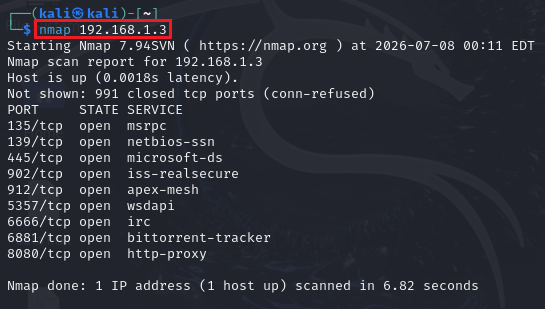 ┌──(kali㉿kali)-[~]
└─$ nmap 192.168.1.3
Starting Nmap 7.94SVN ( https://nmap.org ) at 2026-07-08 00:11 EDT
Nmap scan report for 192.168.1.3
Host is up (0.0018s latency).
Not shown: 991 closed tcp ports (conn-refused)
PORT     STATE SERVICE
135/tcp  open  msrpc
139/tcp  open  netbios-ssn
445/tcp  open  microsoft-ds
902/tcp  open  iss-realsecure
912/tcp  open  apex-mesh
5357/tcp open  wsdapi
6666/tcp open  irc
6881/tcp open  bittorrent-tracker
8080/tcp open  http-proxy
Nmap done: 1 IP address (1 host up) scanned in 6.82 seconds